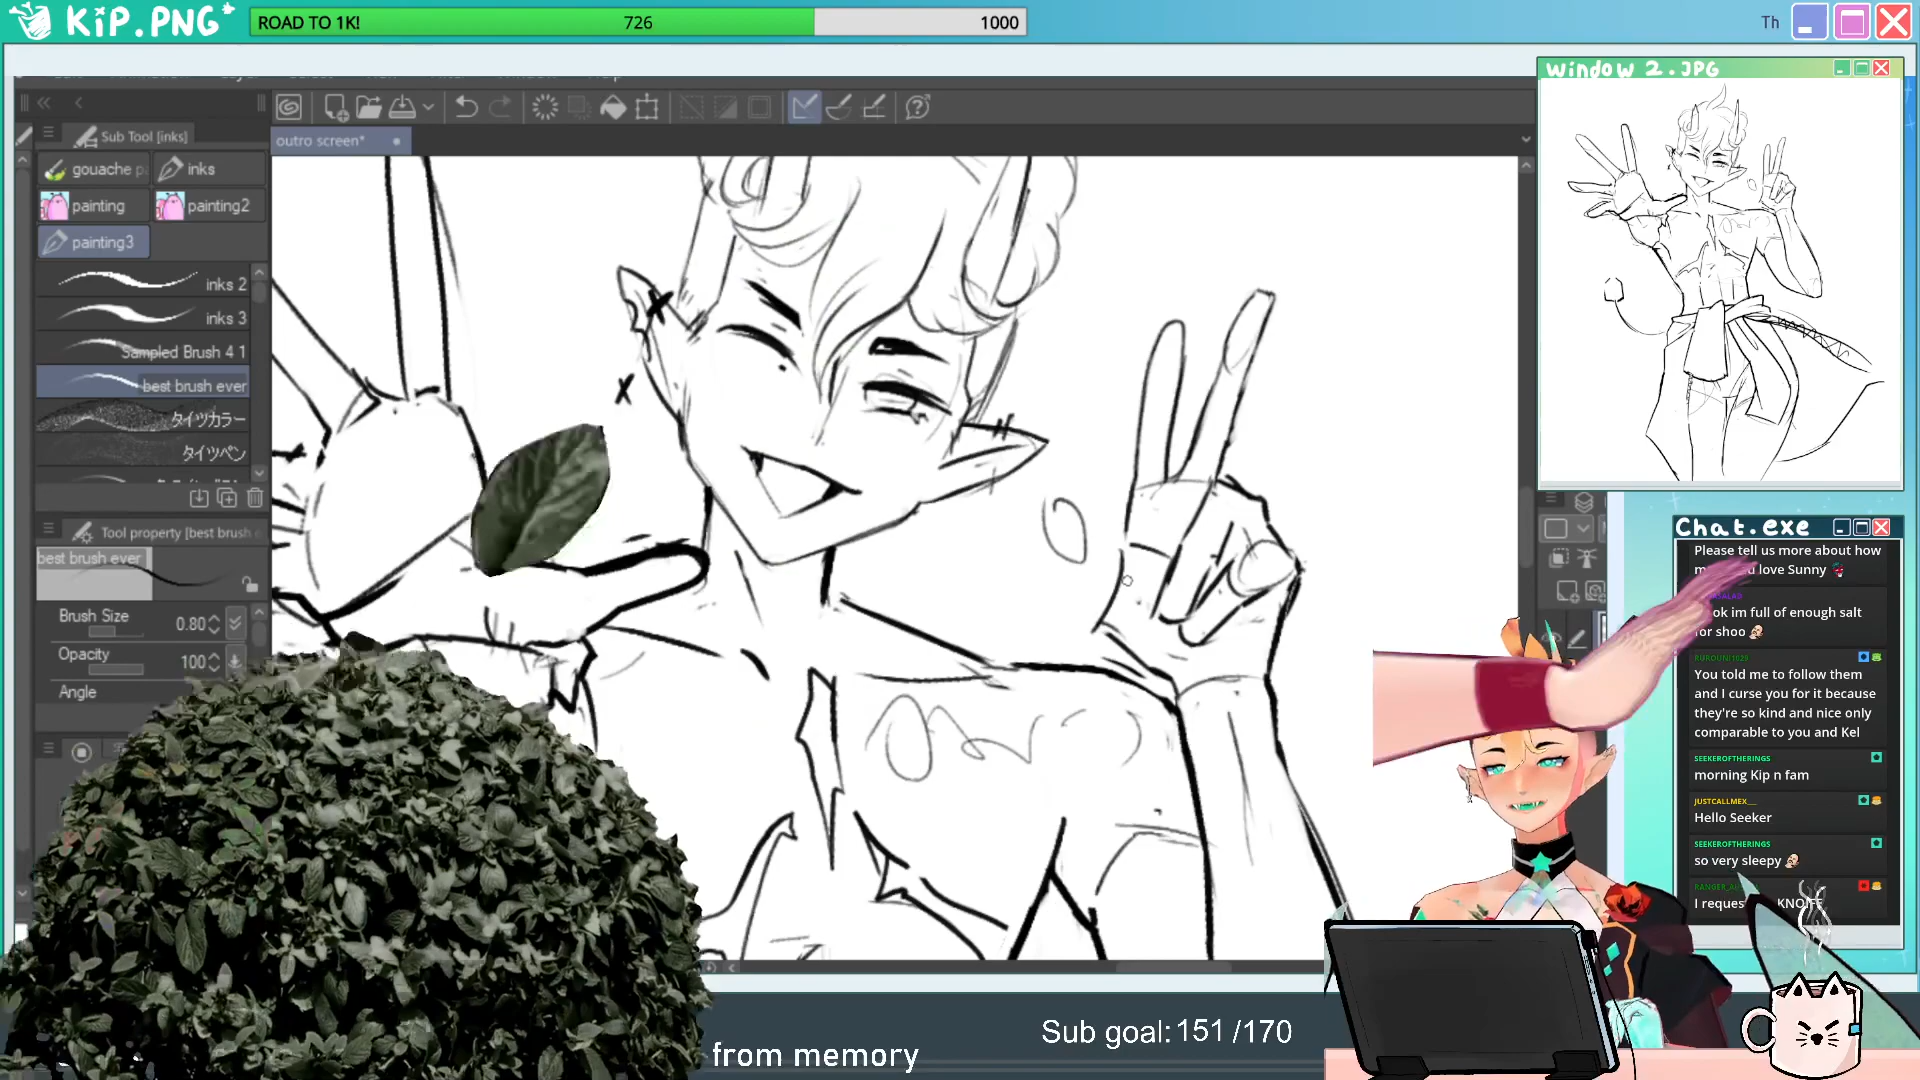 KiP.PNG
ROAD TO 1K! 726 1000
Th
window 2.JPG
Sub Tool [inks]
outro screen*
gouache p
inks
painting
painting2
painting3
inks 2
inks 3
Sampled Brush 4 1
best brush ever
タイツカラー
タイツペン
Tool property [best brush
best brush ever
Brush Size 0.80
Opacity 100
Angle
Chat.exe
Please tell us more about how
love Sunny
ok im full of enough salt
for shoo
RUROUNI1029
You told me to follow them
and I curse you for it because
they're so kind and nice only
comparable to you and Kel
SEEKEROFTHERINGS
morning Kip n fam
JUSTCALLMEX__
Hello Seeker
SEEKEROFTHERINGS
so very sleepy
KNOIFE
Sub goal: 151 /170
from memory